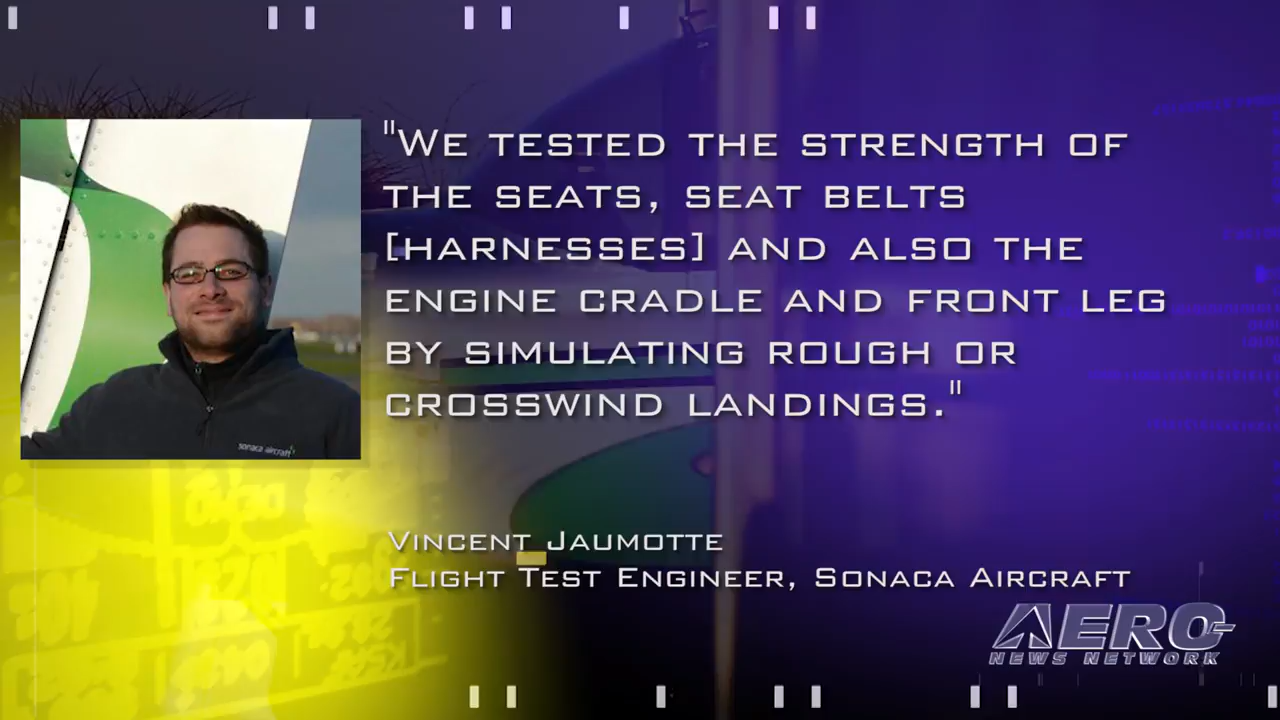 "We tested the strength of
the seats, seat belts
[harnesses] and also the
engine cradle and front leg
by simulating rough or
crosswind landings."
sonaca aircraft
Vincent Jaumotte
Flight Test Engineer, Sonaca Aircraft
AERO
NEWS NETWORK